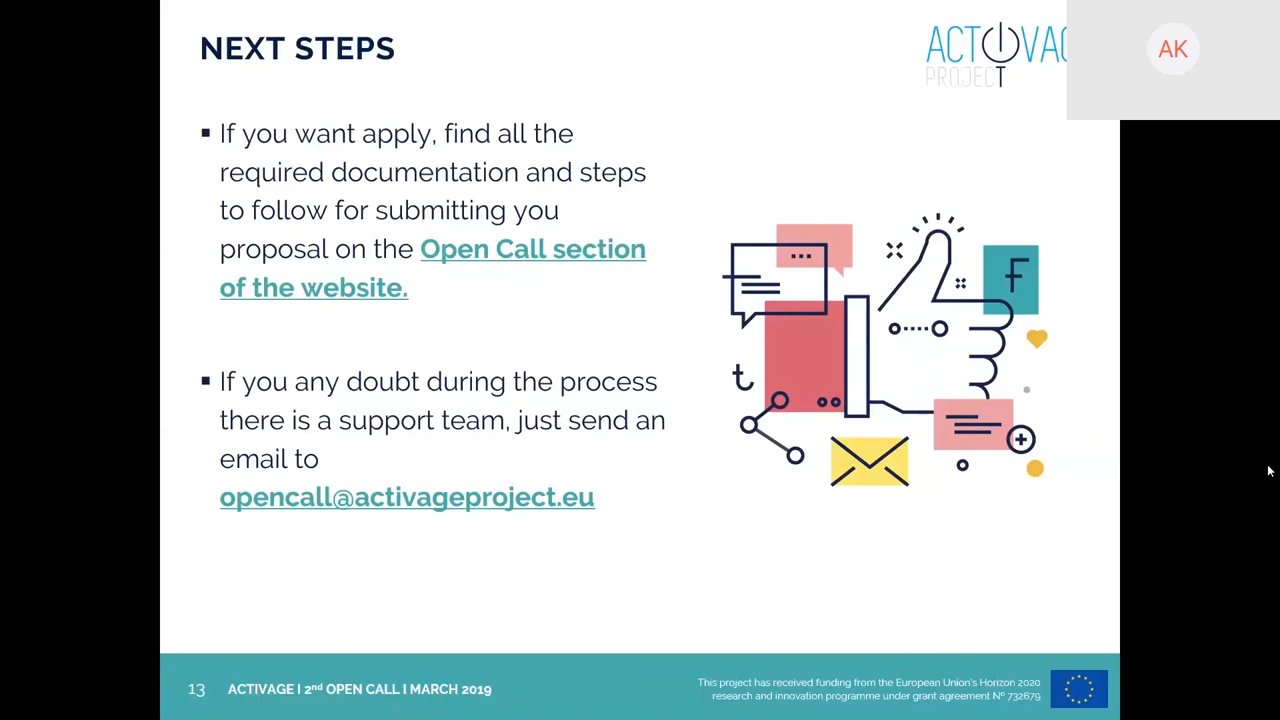 NEXT STEPS
ACTIVAG
PROJECT
AK
▪ If you want apply, find all the
required documentation and steps
to follow for submitting you
proposal on the Open Call section
of the website.
▪ If you any doubt during the process
there is a support team, just send an
email to
opencall@activageproject.eu
13 ACTIVAGE I 2nd OPEN CALL I MARCH 2019
This project has received funding from the European Union's Horizon 2020
research and innovation programme under grant agreement Nº 732679